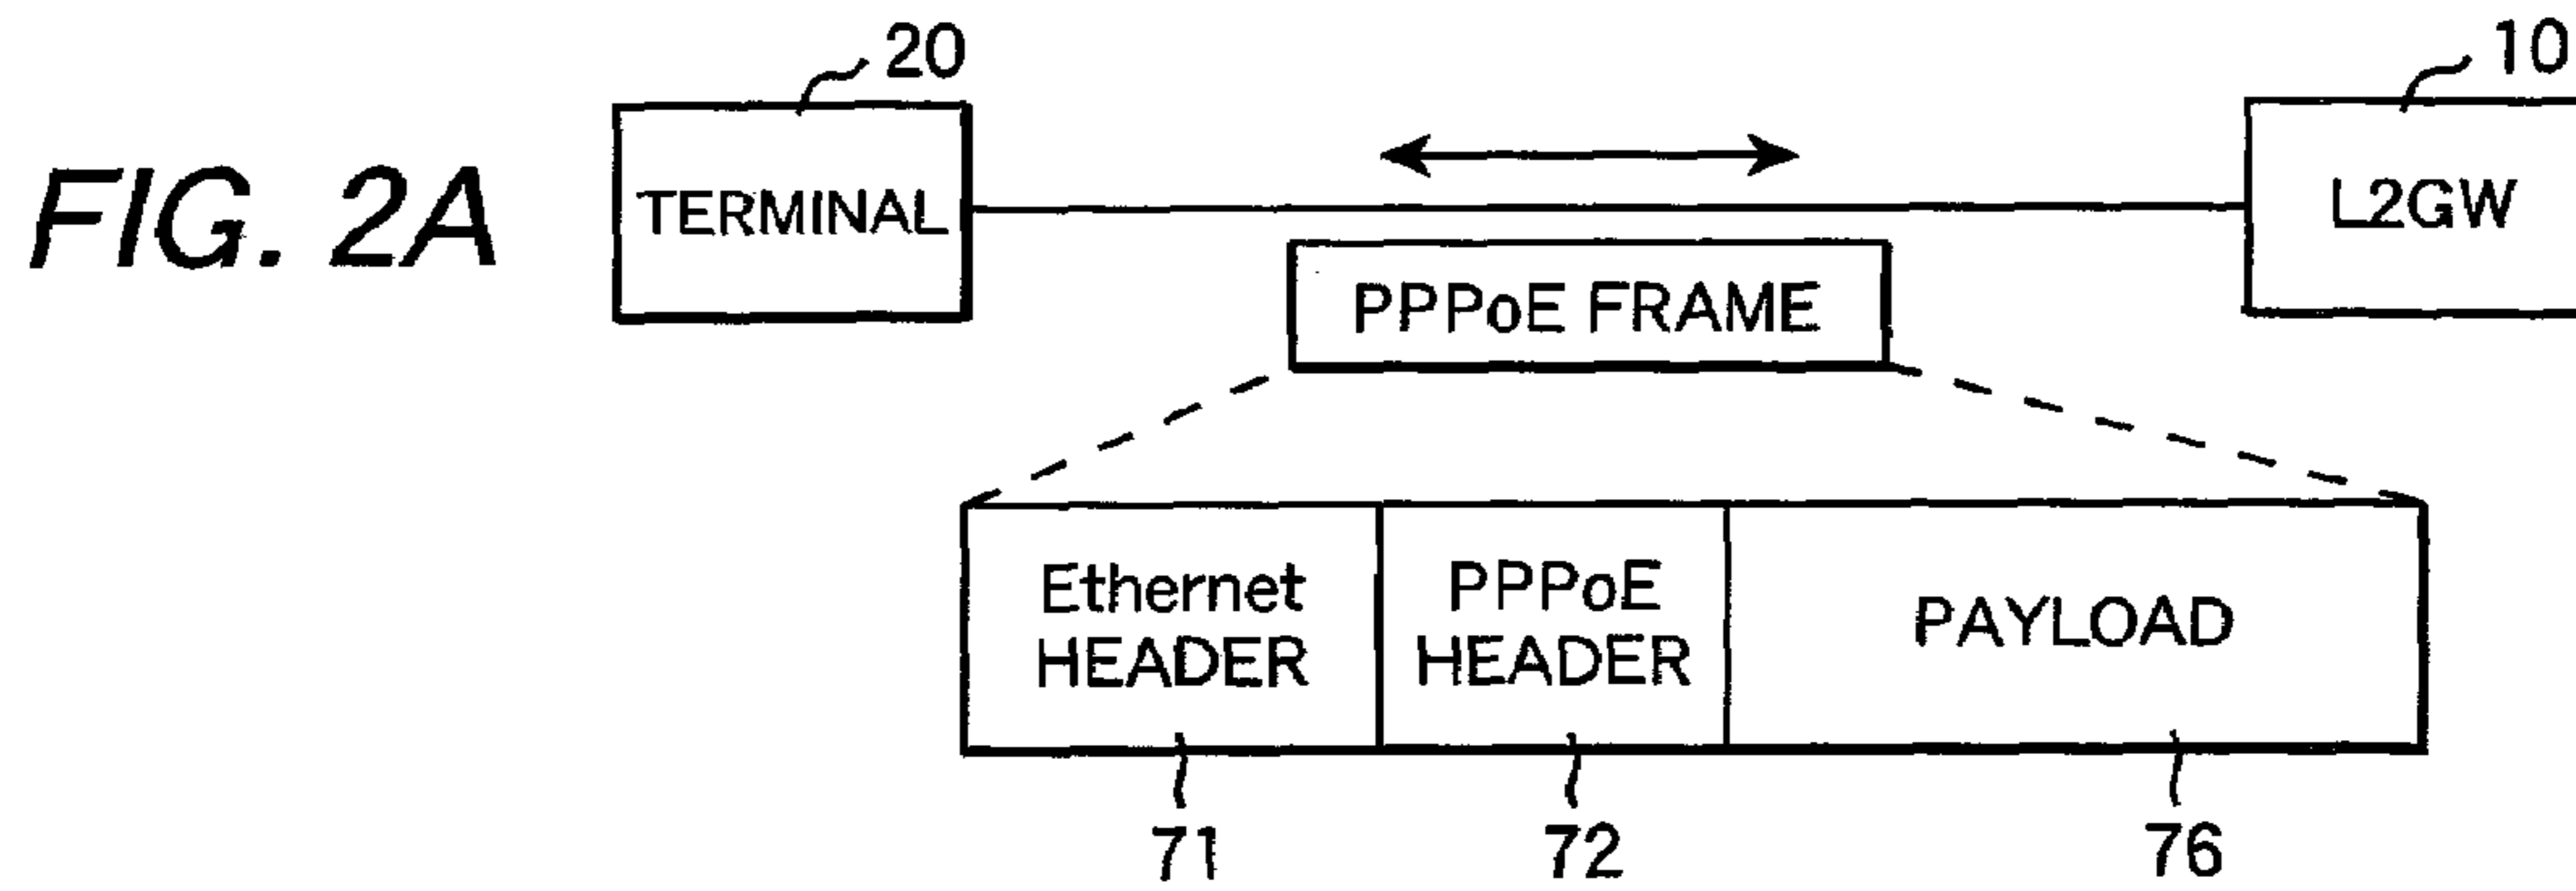 FIG. 2A
20
10
TERMINAL
L2GW
PPPoE FRAME
Ethernet
HEADER
PPPoE
HEADER
PAYLOAD
71
72
76